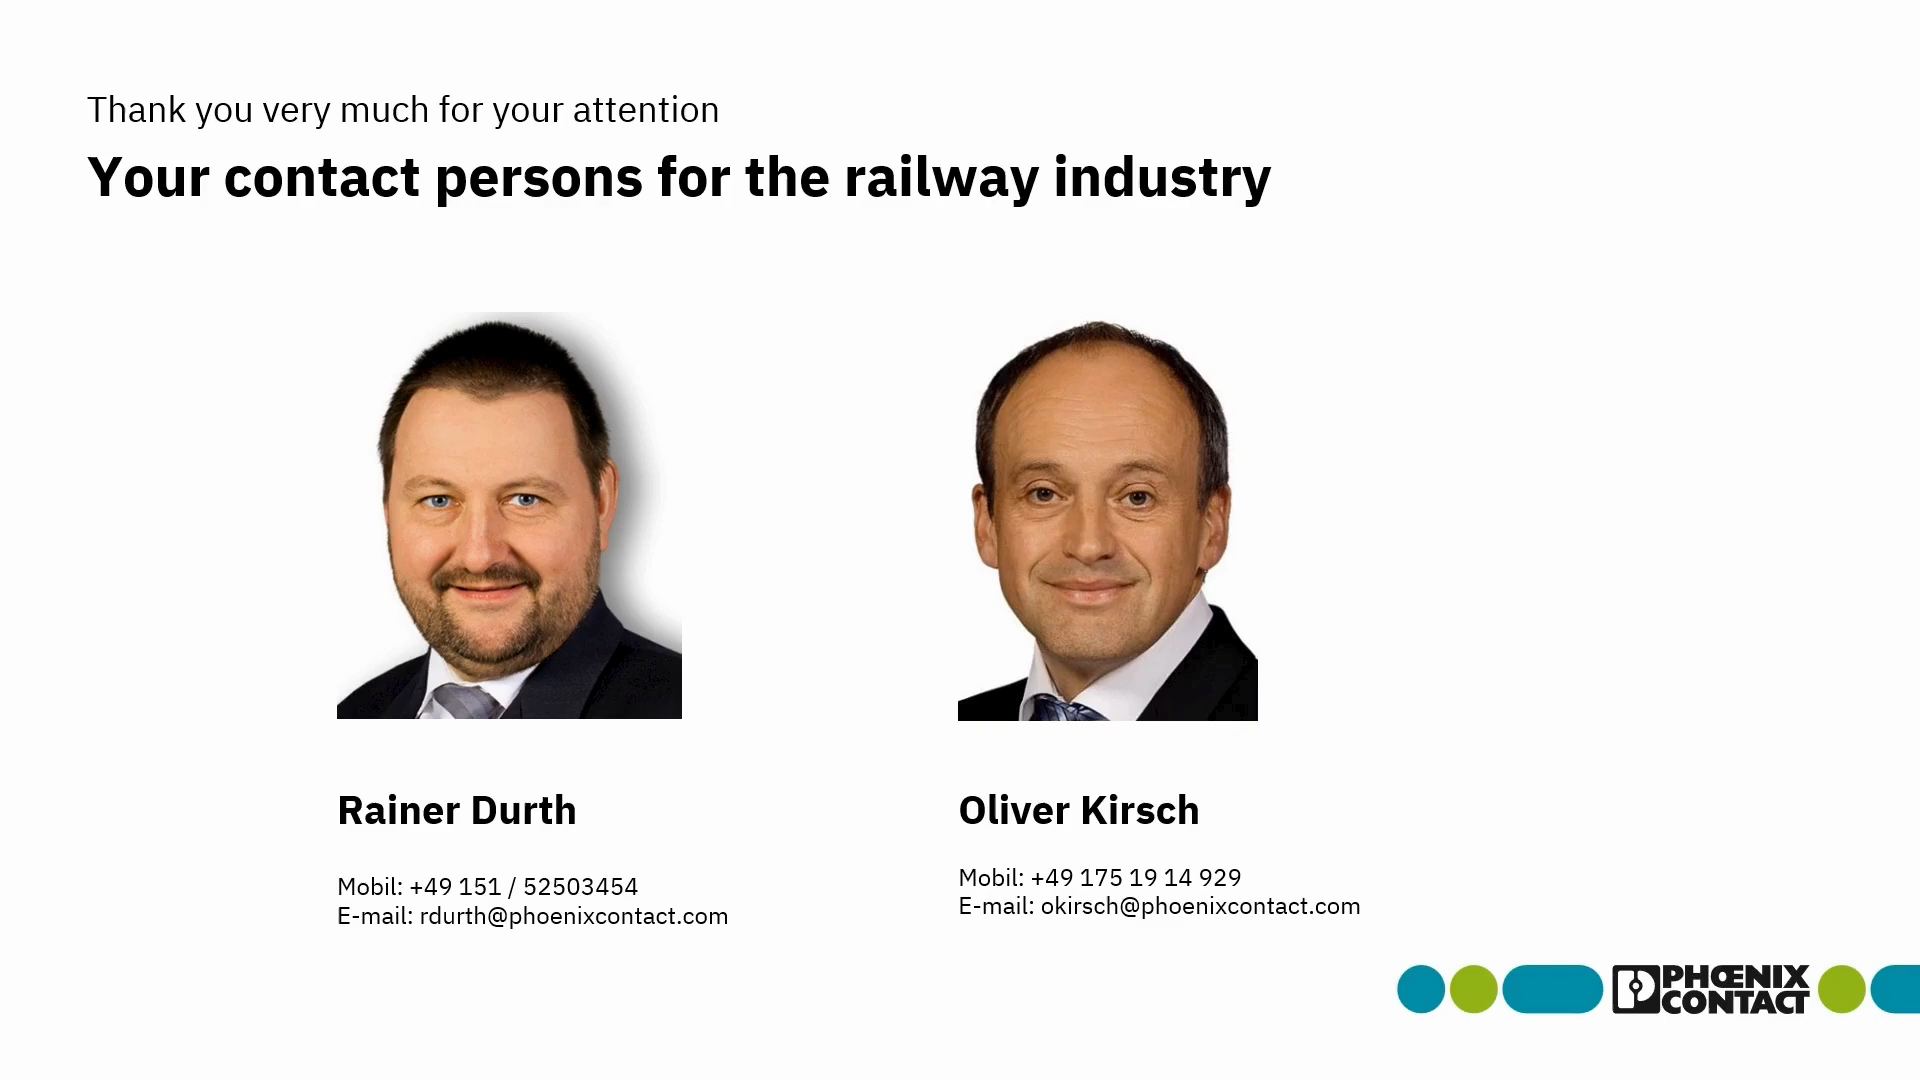 Thank you very much for your attention
Your contact persons for the railway industry
Rainer Durth
Mobil: +49 151 / 52503454
E-mail: rdurth@phoenixcontact.com
Oliver Kirsch
Mobil: +49 175 19 14 929
E-mail: okirsch@phoenixcontact.com
PHŒNIX
CONTACT